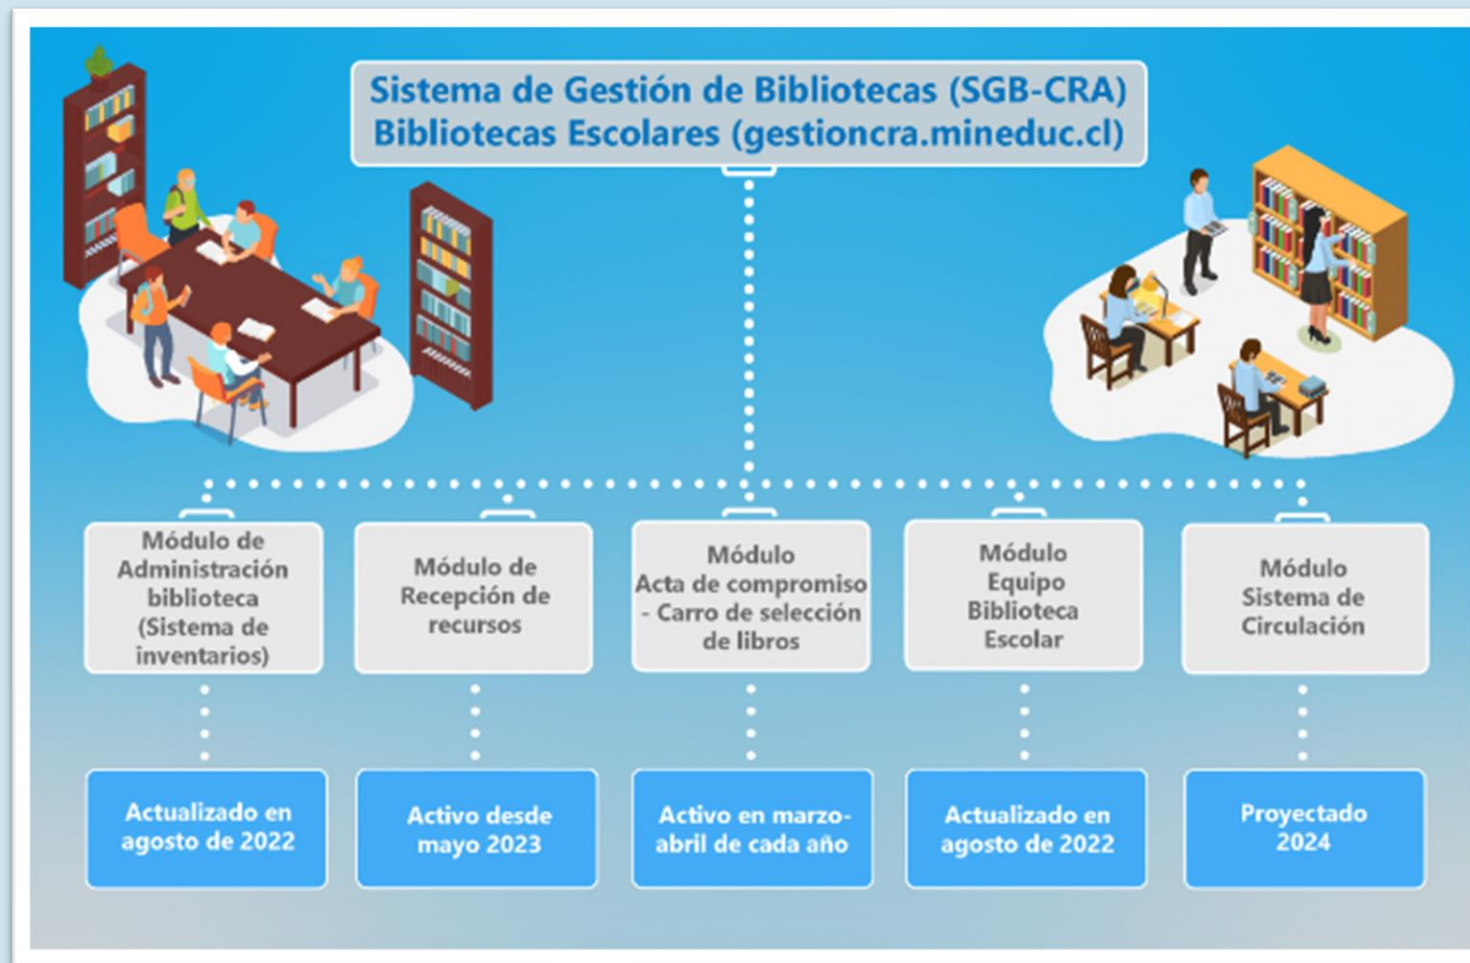 Sistema de Gestión de Bibliotecas (SGB-CRA)
Bibliotecas Escolares (gestioncra.mineduc.cl)
Módulo de
Administración
biblioteca
(Sistema de
inventarios)
Módulo de
Recepción de
recursos
Módulo
Acta de compromiso
- Carro de selección
de libros
Módulo
Equipo
Biblioteca
Escolar
Módulo
Sistema de
Circulación
Actualizado en
agosto de 2022
Activo desde
mayo 2023
Activo en marzo-
abril de cada año
Actualizado en
agosto de 2022
Proyectado
2024